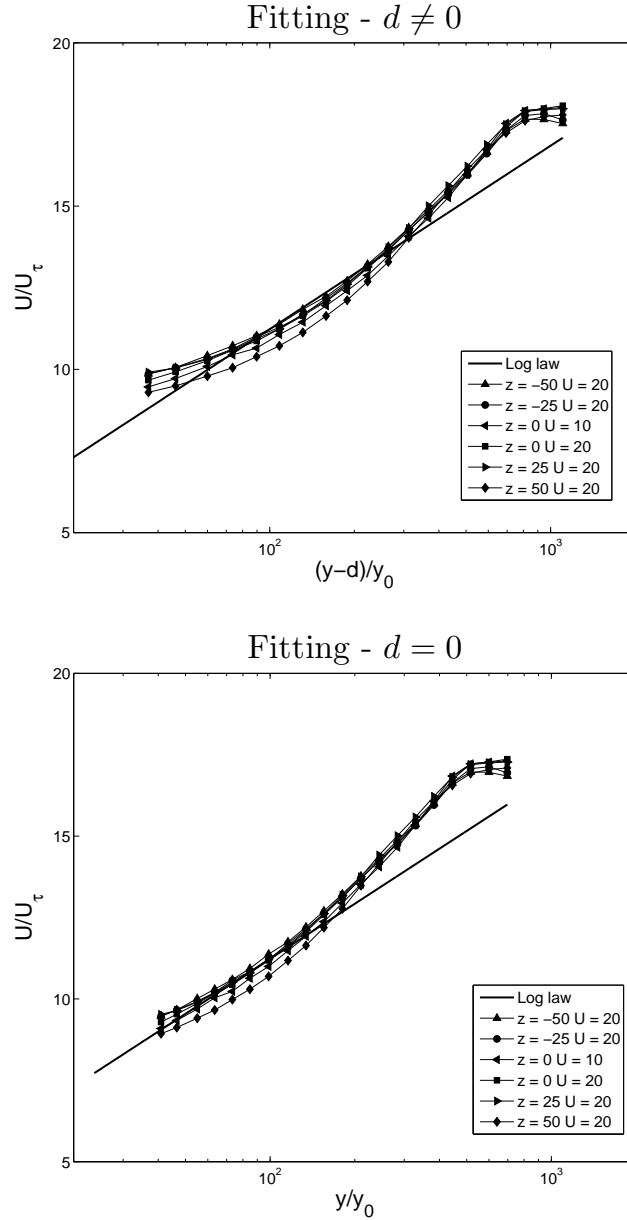 Fitting - d ≠ 0
20
15
10
5
U/U_τ
10^2
10^3
(y−d)/y_0
Log law
z = −50 U = 20
z = −25 U = 20
z = 0 U = 10
z = 0 U = 20
z = 25 U = 20
z = 50 U = 20
Fitting - d = 0
20
15
10
5
U/U_τ
10^2
10^3
y/y_0
Log law
z = −50 U = 20
z = −25 U = 20
z = 0 U = 10
z = 0 U = 20
z = 25 U = 20
z = 50 U = 20